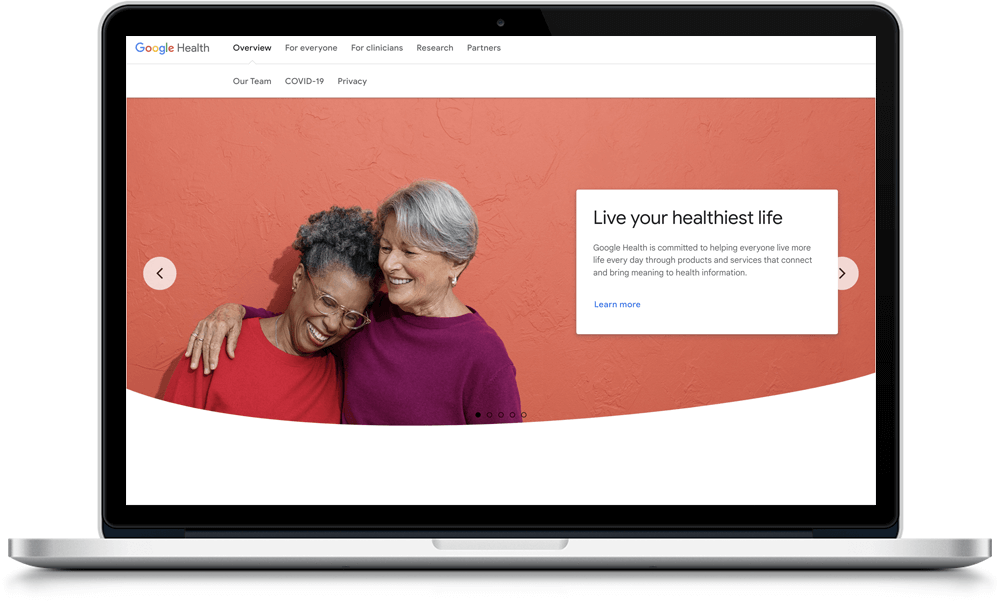 Google Health Overview For everyone For clinicians Research Partners
Our Team COVID-19 Privacy
Live your healthiest life
Google Health is committed to helping everyone live more
life every day through products and services that connect
and bring meaning to health information.
Learn more